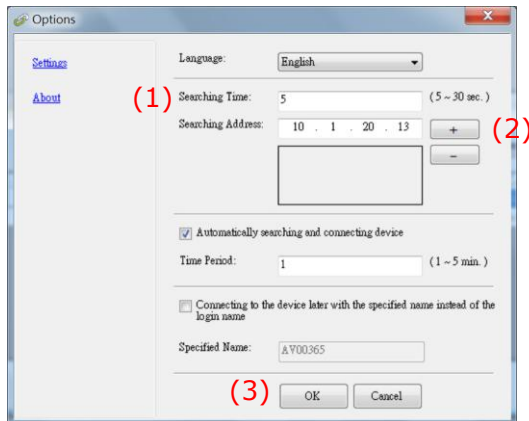 Options
Settings
About
Language:
English
(1) Searching Time:
5
(5 ~ 30 sec.)
Searching Address:
10 . 1 . 20 . 13
+ (2)
−
Automatically searching and connecting device
Time Period:
1
(1 ~ 5 min.)
Connecting to the device later with the specified name instead of the
login name
Specified Name:
AV00365
(3) OK Cancel